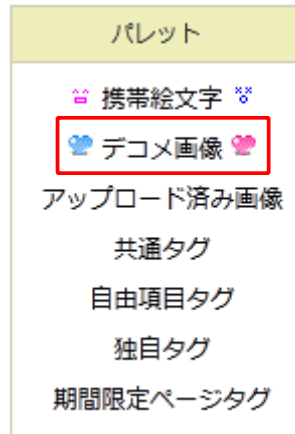 パレット
携帯絵文字
デコメ画像
アップロード済み画像
共通タグ
自由項目タグ
独自タグ
期間限定ページタグ